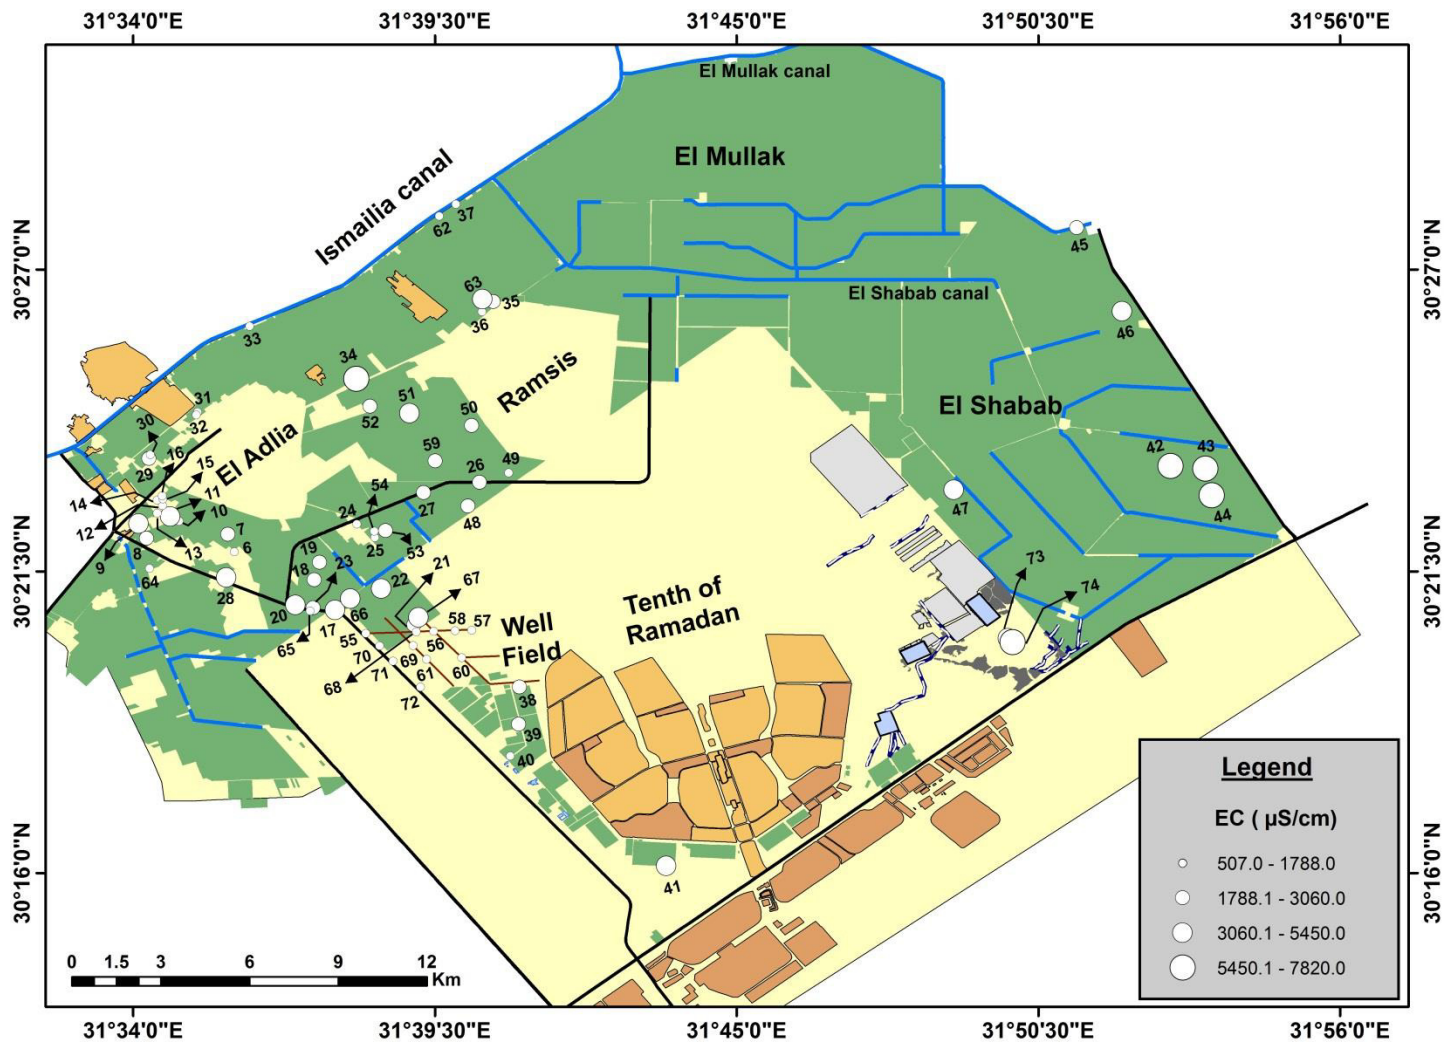 31°34'0"E
31°39'30"E
31°45'0"E
31°50'30"E
31°56'0"E
El Mullak canal
El Mullak
Ismailia canal
37
62
45
30°27'0"N
30°27'0"N
El Shabab canal
63
35
36
46
33
34
Ramsis
51
52
50
El Shabab
31
30
32
16
15
El Adlia
59
42
43
29
54
26
49
14
11
44
47
27
48
12
10
24
7
13
25
53
8
6
9
19
23
73
30°21'30"N
30°21'30"N
64
18
21
22
67
74
28
Tenth of
Ramadan
20
17
66
58
57
Well
Field
55
56
65
70
69
60
71
61
68
72
38
39
40
Legend
EC ( µS/cm)
507.0 - 1788.0
1788.1 - 3060.0
3060.1 - 5450.0
5450.1 - 7820.0
30°16'0"N
30°16'0"N
41
0 1.5 3 6 9 12
Km
31°34'0"E
31°39'30"E
31°45'0"E
31°50'30"E
31°56'0"E